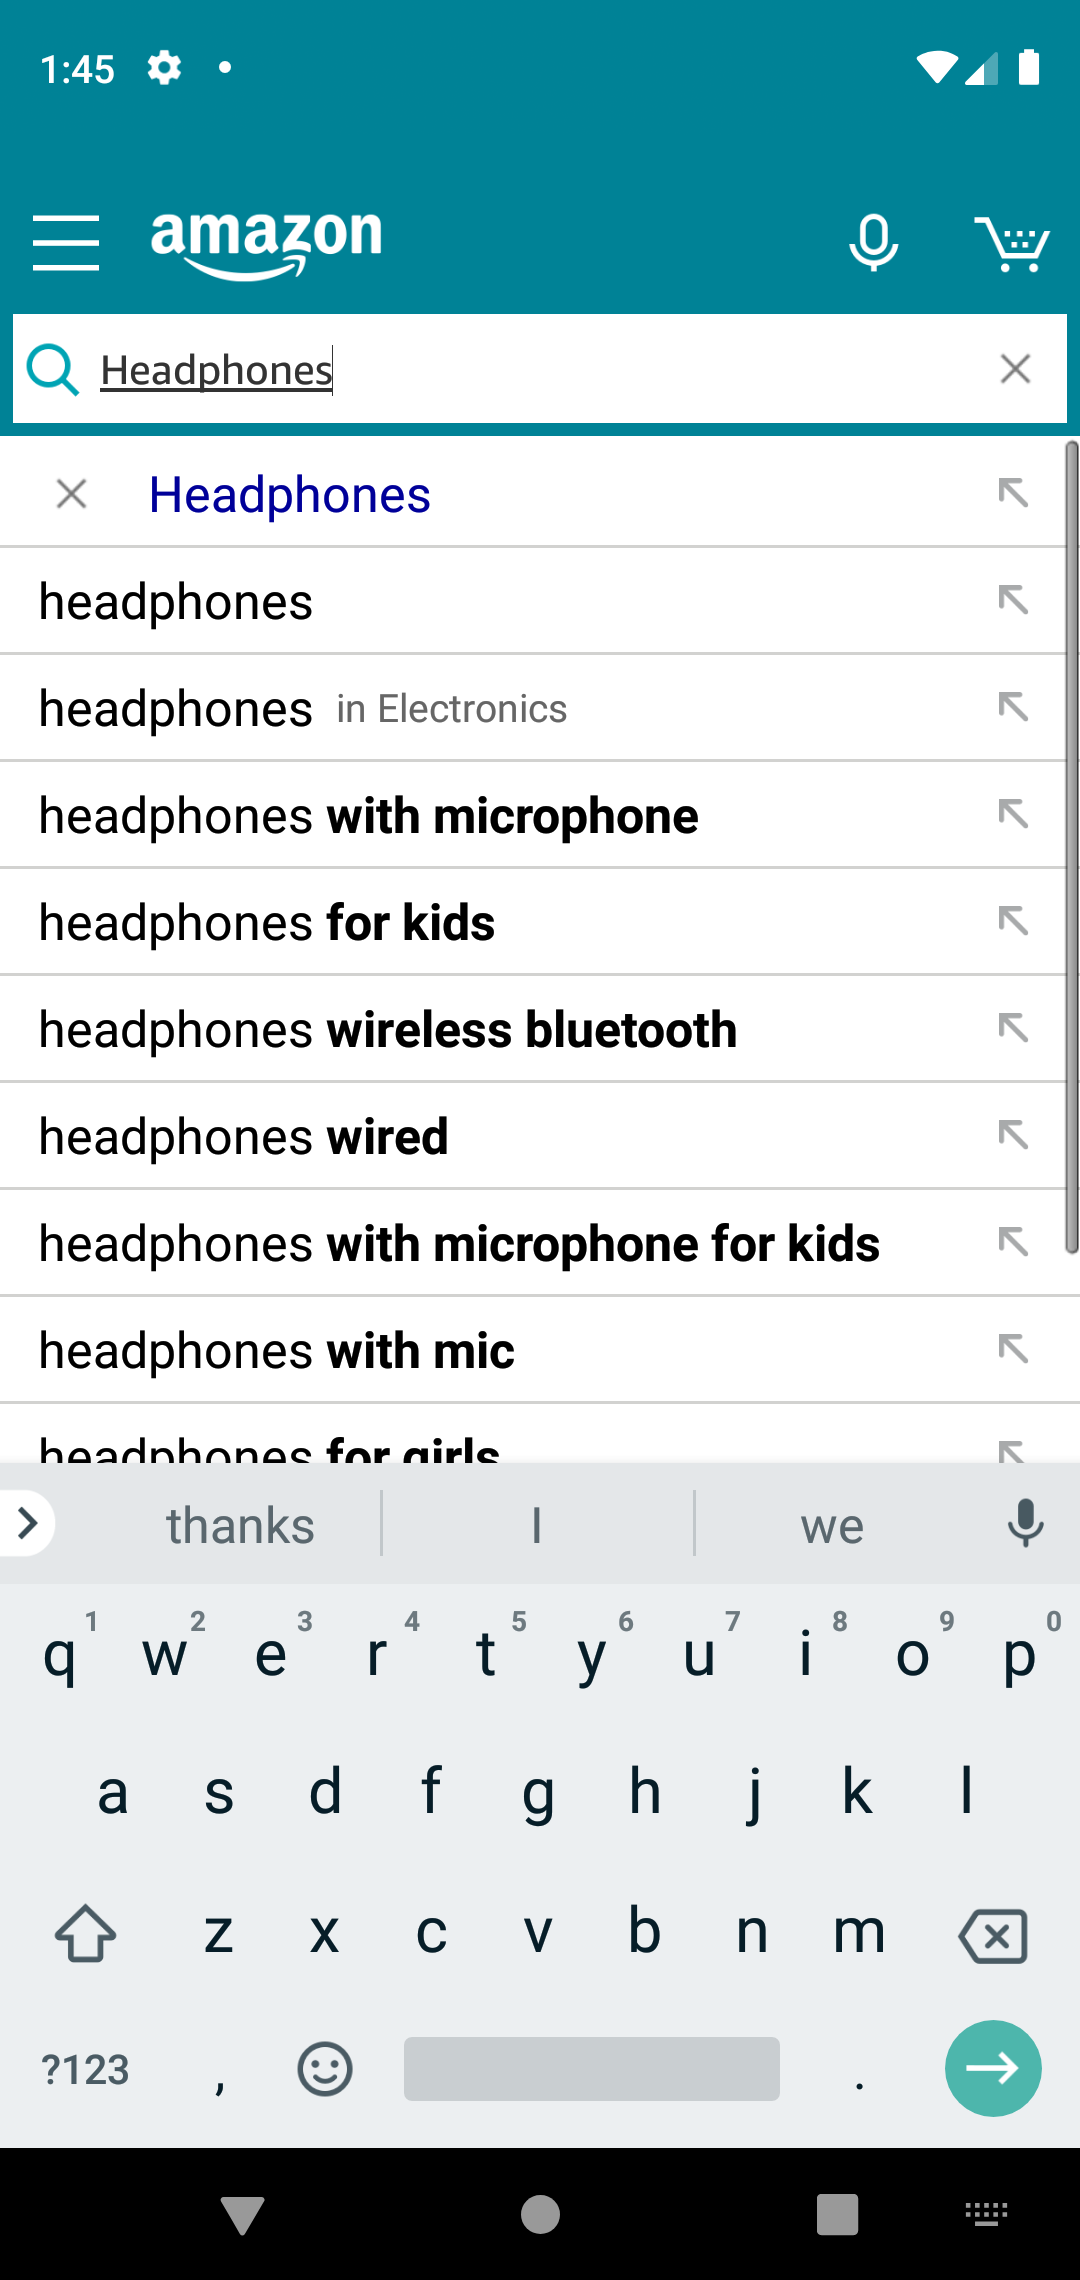 1:45
amazon
Headphones
Headphones
headphones
headphones in Electronics
headphones with microphone
headphones for kids
headphones wireless bluetooth
headphones wired
headphones with microphone for kids
headphones with mic
headphones for girls
thanks I we
1 2 3 4 5 6 7 8 9 0
q w e r t y u i o p
a s d f g h j k l
z x c v b n m
?123 , .